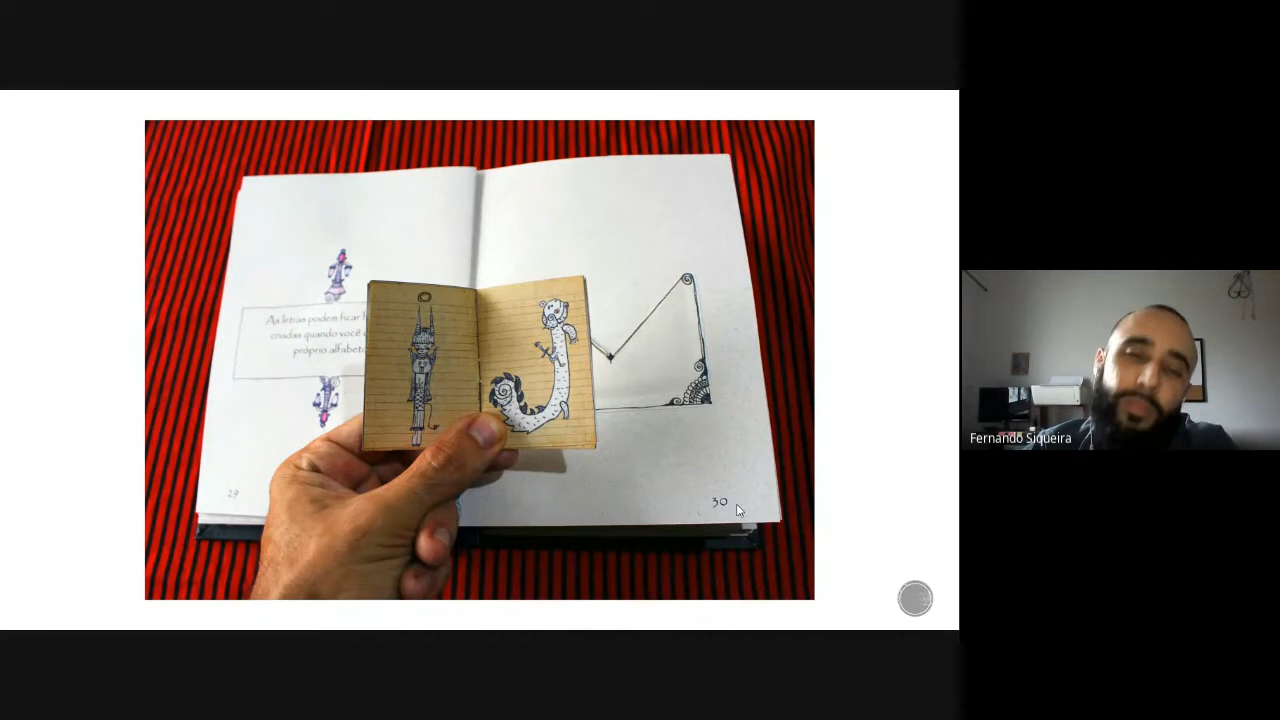 As letras podem ficar
criadas quando você
próprio alfabeto
29
30
Fernando Siqueira